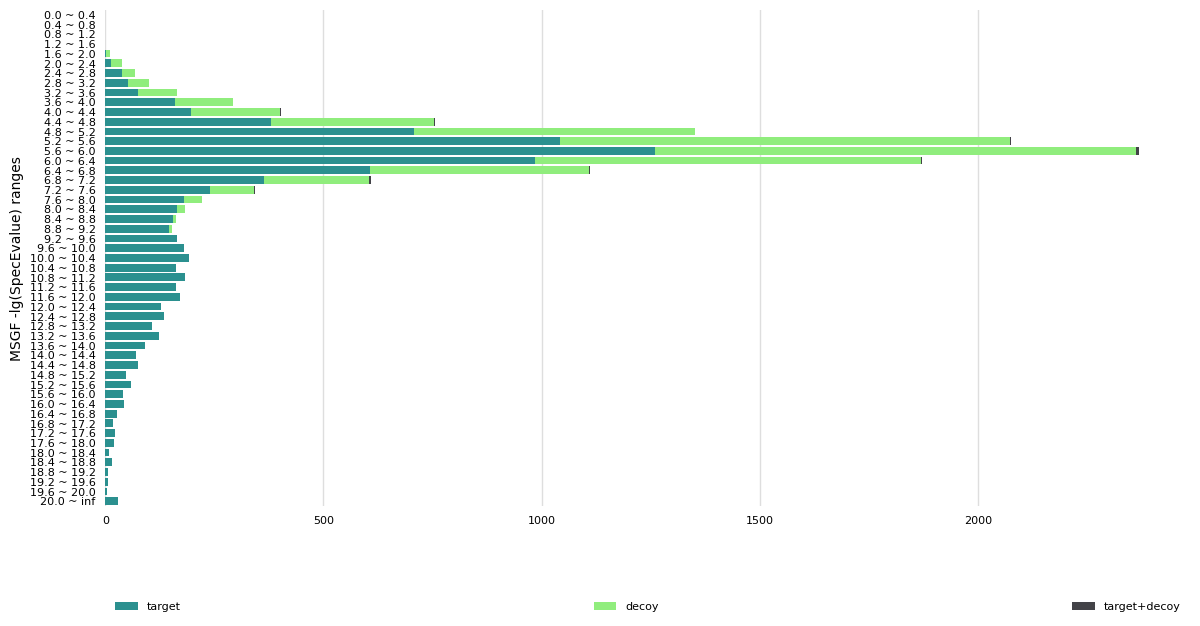 0.0 ~ 0.4
0.4 ~ 0.8
0.8 ~ 1.2
1.2 ~ 1.6
1.6 ~ 2.0
2.0 ~ 2.4
2.4 ~ 2.8
2.8 ~ 3.2
3.2 ~ 3.6
3.6 ~ 4.0
4.0 ~ 4.4
4.4 ~ 4.8
4.8 ~ 5.2
5.2 ~ 5.6
5.6 ~ 6.0
6.0 ~ 6.4
6.4 ~ 6.8
6.8 ~ 7.2
7.2 ~ 7.6
7.6 ~ 8.0
8.0 ~ 8.4
8.4 ~ 8.8
8.8 ~ 9.2
9.2 ~ 9.6
9.6 ~ 10.0
10.0 ~ 10.4
10.4 ~ 10.8
10.8 ~ 11.2
11.2 ~ 11.6
11.6 ~ 12.0
12.0 ~ 12.4
12.4 ~ 12.8
12.8 ~ 13.2
13.2 ~ 13.6
13.6 ~ 14.0
14.0 ~ 14.4
14.4 ~ 14.8
14.8 ~ 15.2
15.2 ~ 15.6
15.6 ~ 16.0
16.0 ~ 16.4
16.4 ~ 16.8
16.8 ~ 17.2
17.2 ~ 17.6
17.6 ~ 18.0
18.0 ~ 18.4
18.4 ~ 18.8
18.8 ~ 19.2
19.2 ~ 19.6
19.6 ~ 20.0
20.0 ~ inf
MSGF -lg(SpecEvalue) ranges
0 500 1000 1500 2000
target decoy target+decoy